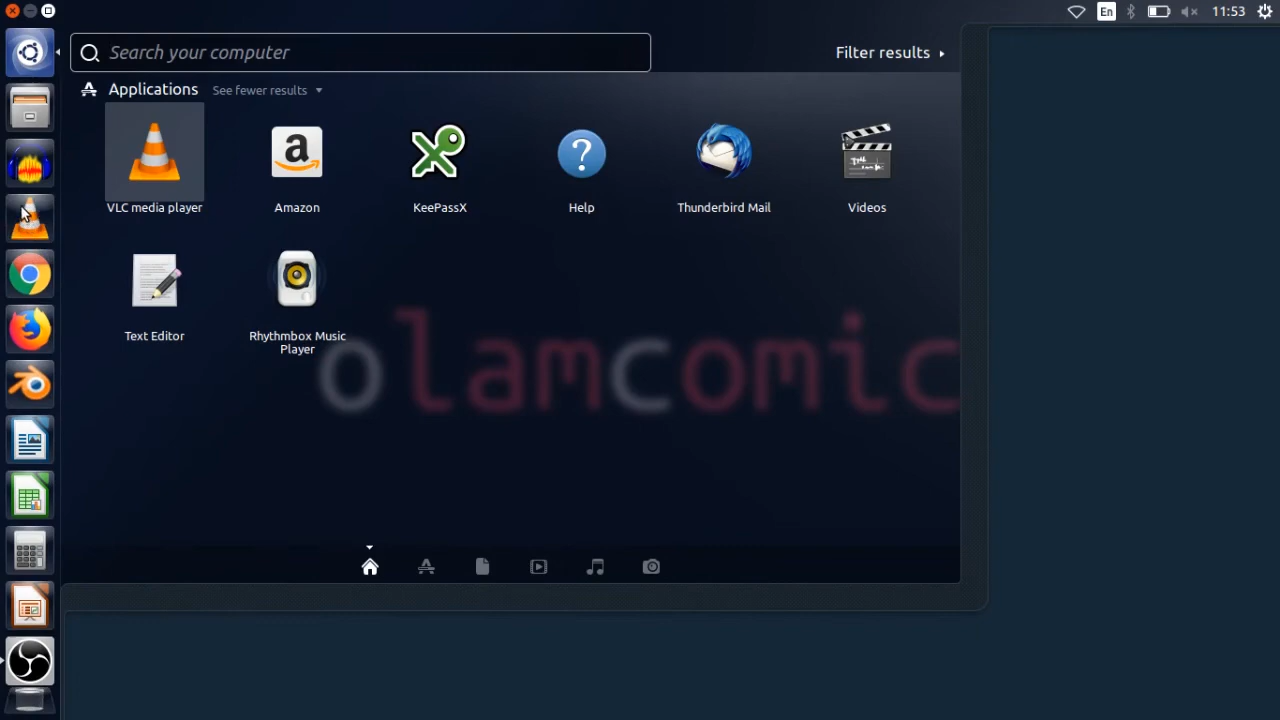 En
11:53
Search your computer
Filter results
Applications
See fewer results
VLC media player
Amazon
KeePassX
Help
Thunderbird Mail
Videos
Text Editor
Rhythmbox Music
Player
olamcomic